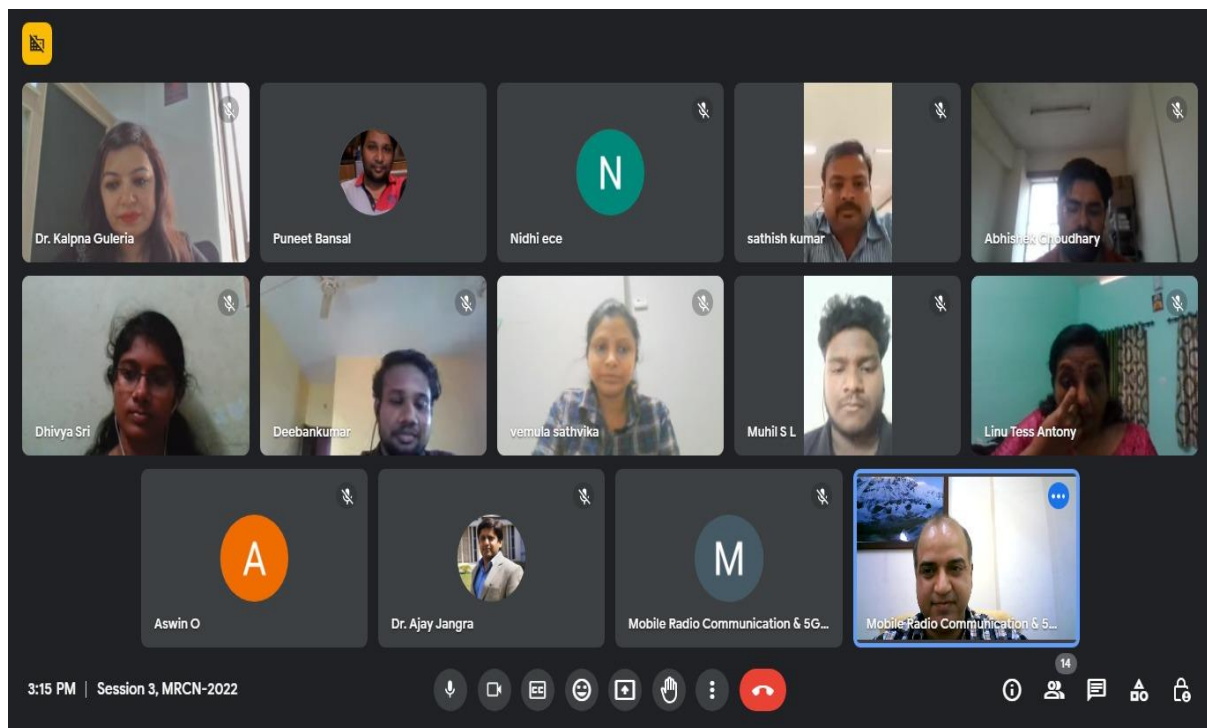 Dr. Kalpna Guleria
Puneet Bansal
N
Nidhi ece
sathish kumar
Abhishek Choudhary
Dhivya Sri
Deebankumar
vemula sathvika
Muhil S L
Linu Tess Antony
A
Aswin O
Dr. Ajay Jangra
M
Mobile Radio Communication & 5G...
Mobile Radio Communication & 5...
3:15 PM | Session 3, MRCN-2022
CC
14